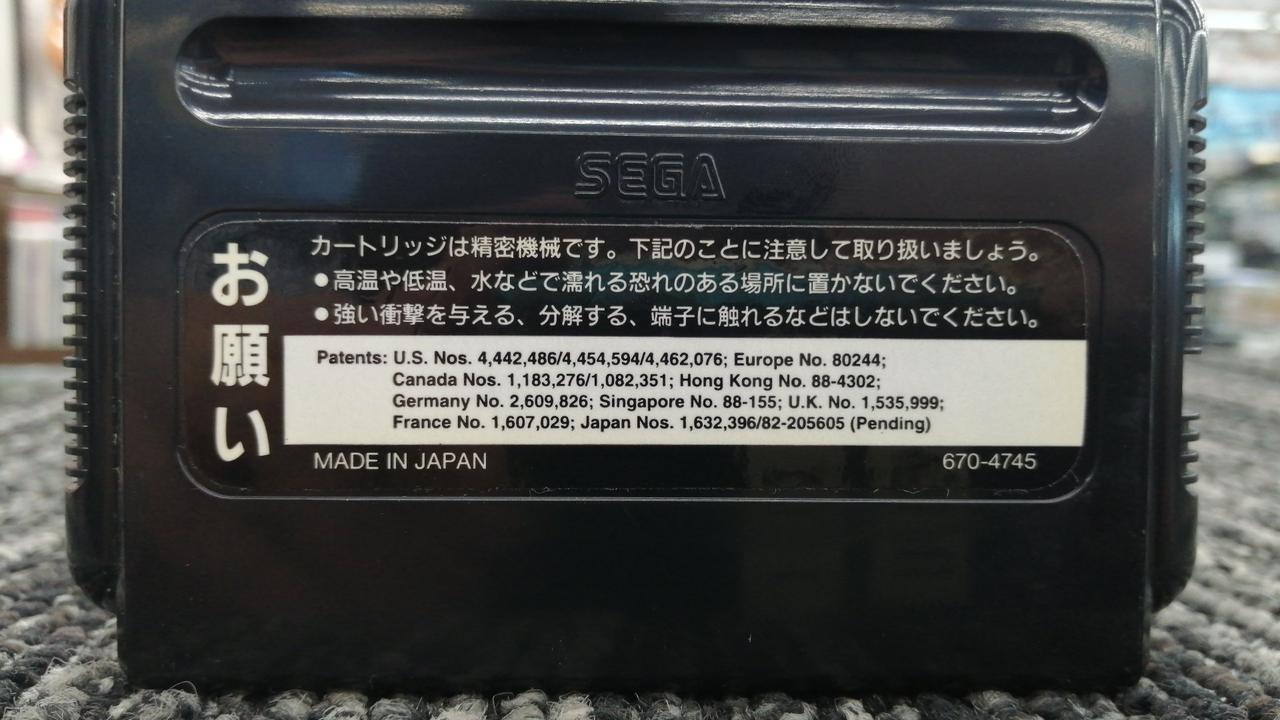 SEGA
お願い
カートリッジは精密機械です。下記のことに注意して取り扱いましょう。
●高温や低温、水などで濡れる恐れのある場所に置かないでください。
●強い衝撃を与える、分解する、端子に触れるなどはしないでください。
Patents: U.S. Nos. 4,442,486/4,454,594/4,462,076; Europe No. 80244;
Canada Nos. 1,183,276/1,082,351; Hong Kong No. 88-4302;
Germany No. 2,609,826; Singapore No. 88-155; U.K. No. 1,535,999;
France No. 1,607,029; Japan Nos. 1,632,396/82-205605 (Pending)
MADE IN JAPAN
670-4745